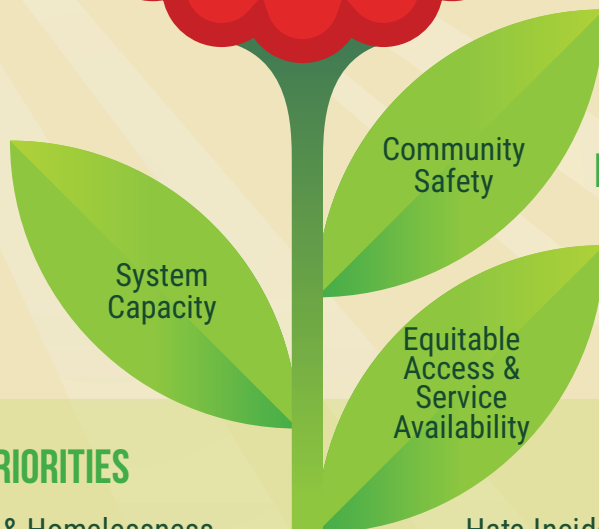 Community
Safety
System
Capacity
Equitable
Access &
Service
Availability
RIORITIES
& Homelessness
Hate Incid